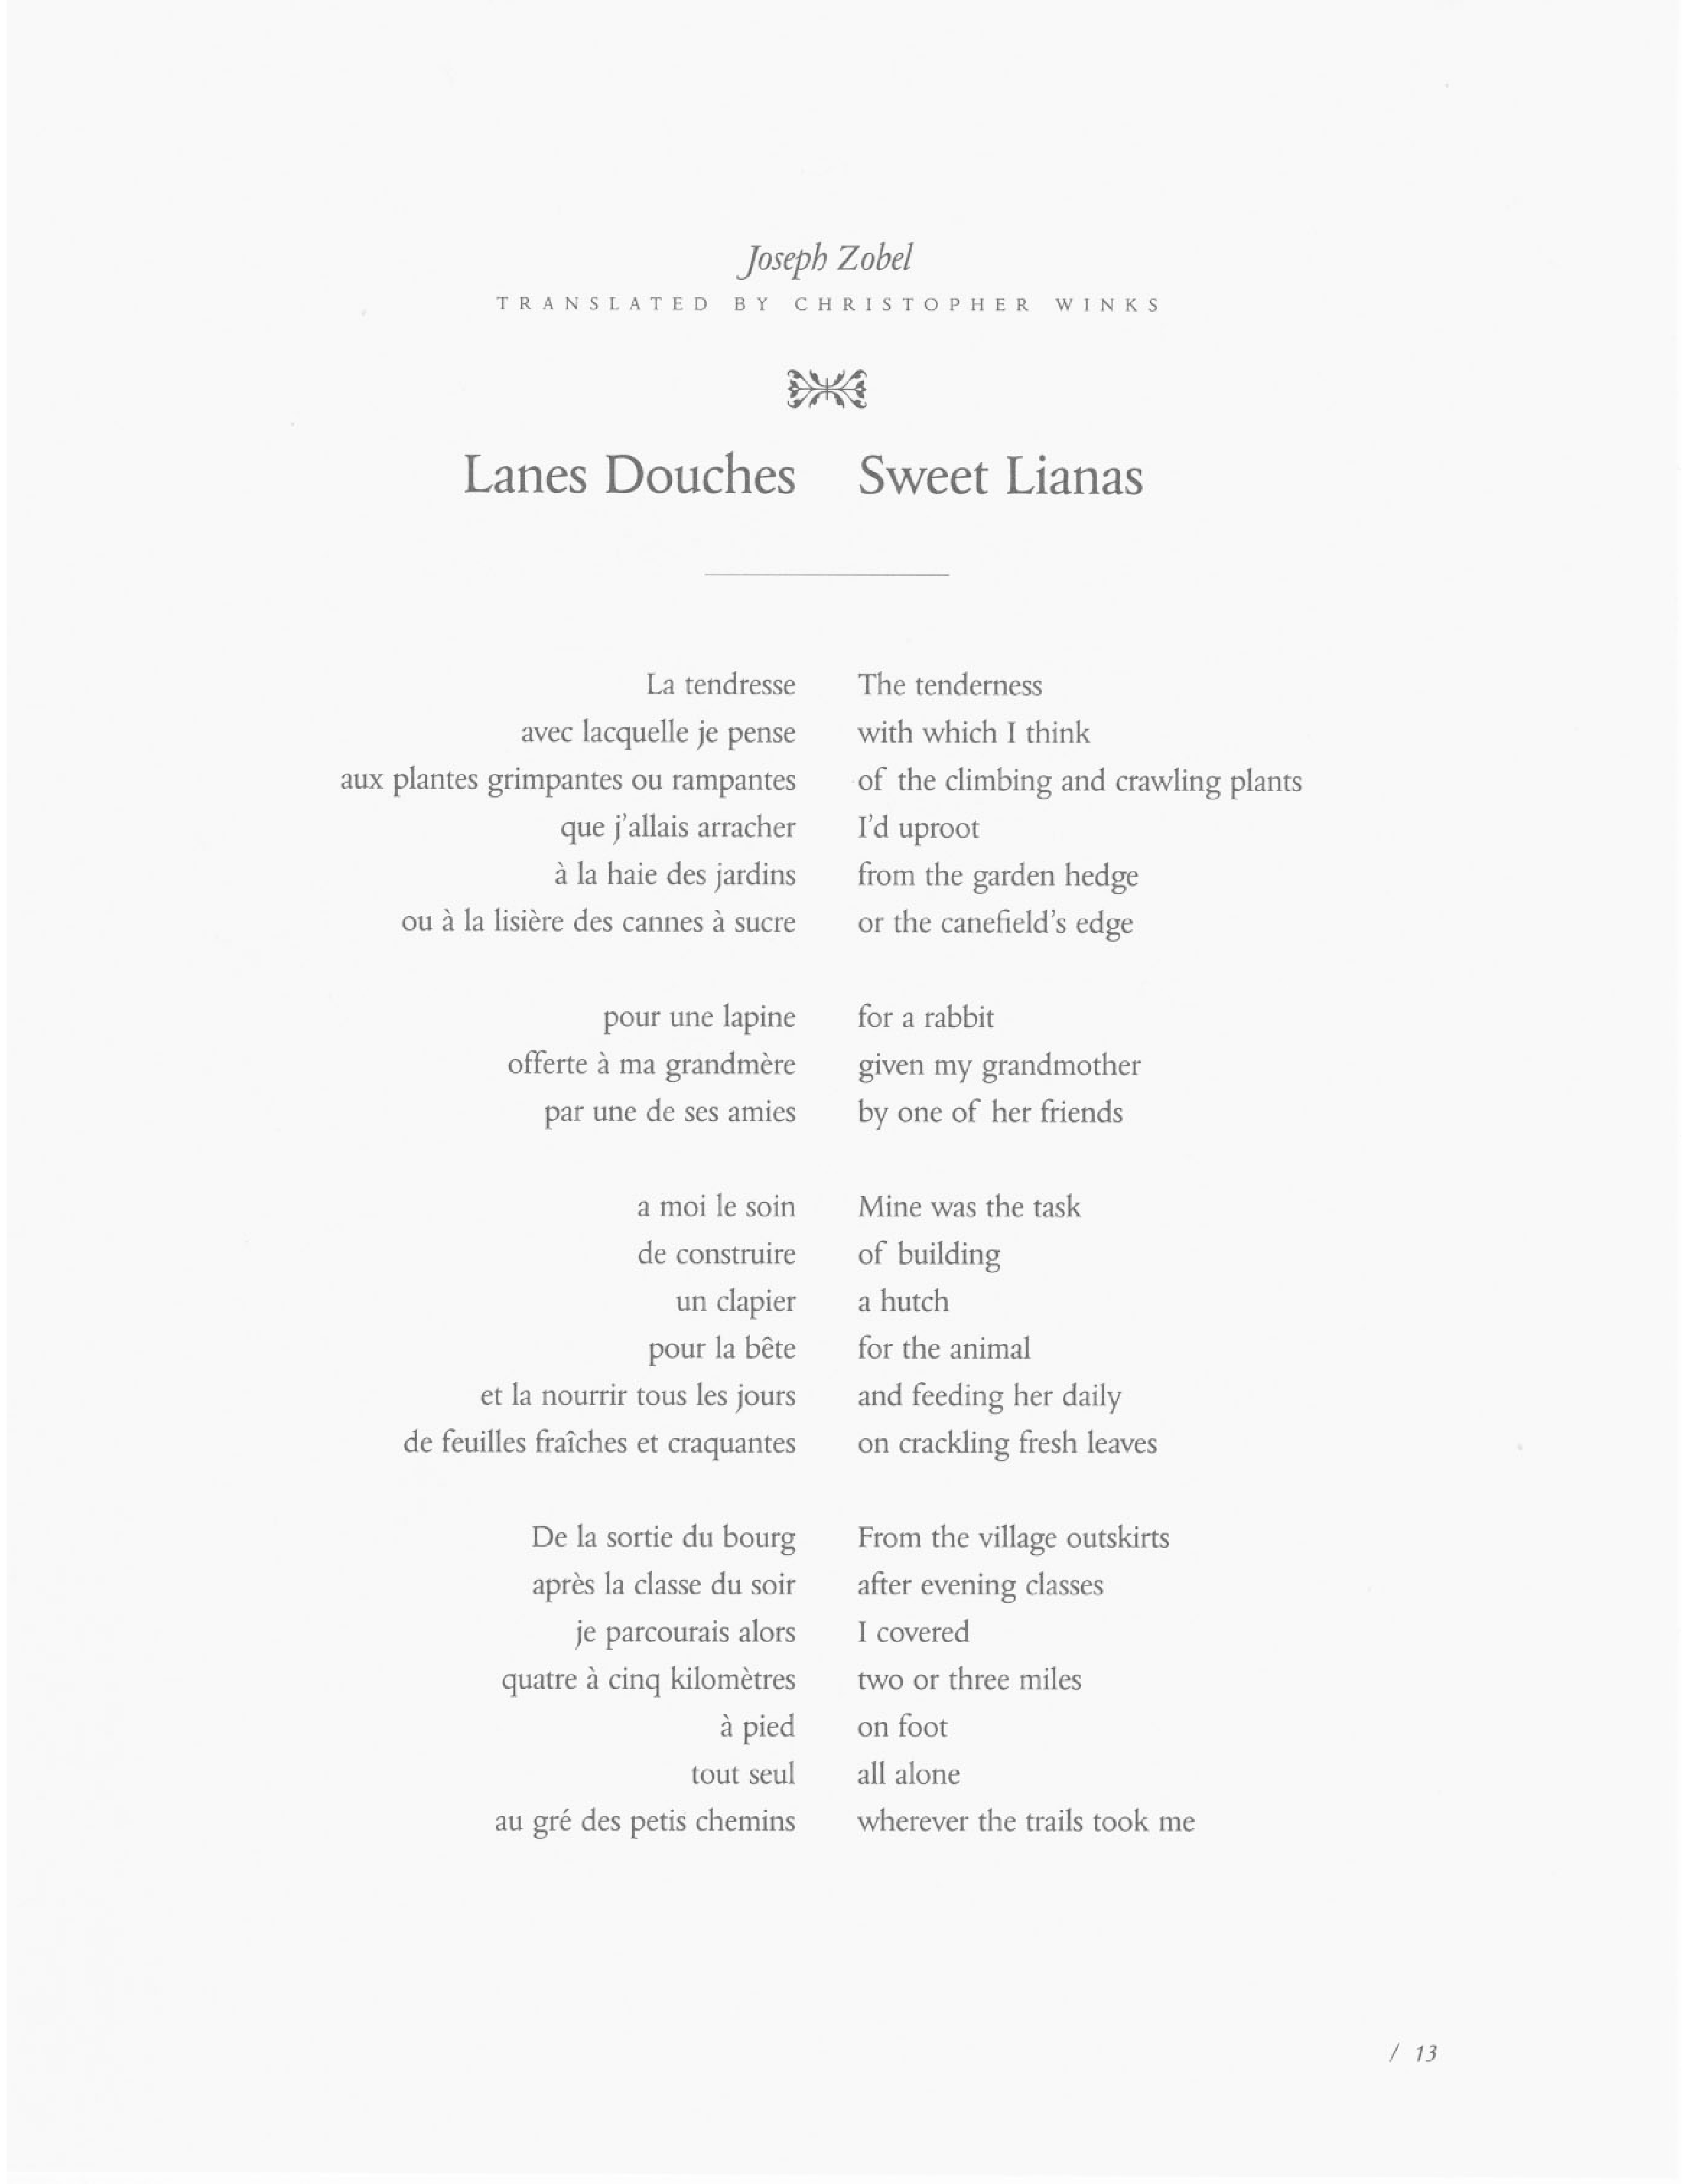 Joseph Zobel
TRANSLATED BY CHRISTOPHER WINKS
Lanes Douches
Sweet Lianas
La tendresse
avec lacquelle je pense
aux plantes grimpantes ou rampantes
que j'allais arracher
à la haie des jardins
ou à la lisière des cannes à sucre
pour une lapine
offerte à ma grandmère
par une de ses amies
a moi le soin
de construire
un clapier
pour la bête
et la nourrir tous les jours
de feuilles fraîches et craquantes
De la sortie du bourg
après la classe du soir
je parcourais alors
quatre à cinq kilomètres
à pied
tout seul
au gré des petis chemins
The tenderness
with which I think
of the climbing and crawling plants
I'd uproot
from the garden hedge
or the canefield's edge
for a rabbit
given my grandmother
by one of her friends
Mine was the task
of building
a hutch
for the animal
and feeding her daily
on crackling fresh leaves
From the village outskirts
after evening classes
I covered
two or three miles
on foot
all alone
wherever the trails took me
/ 13